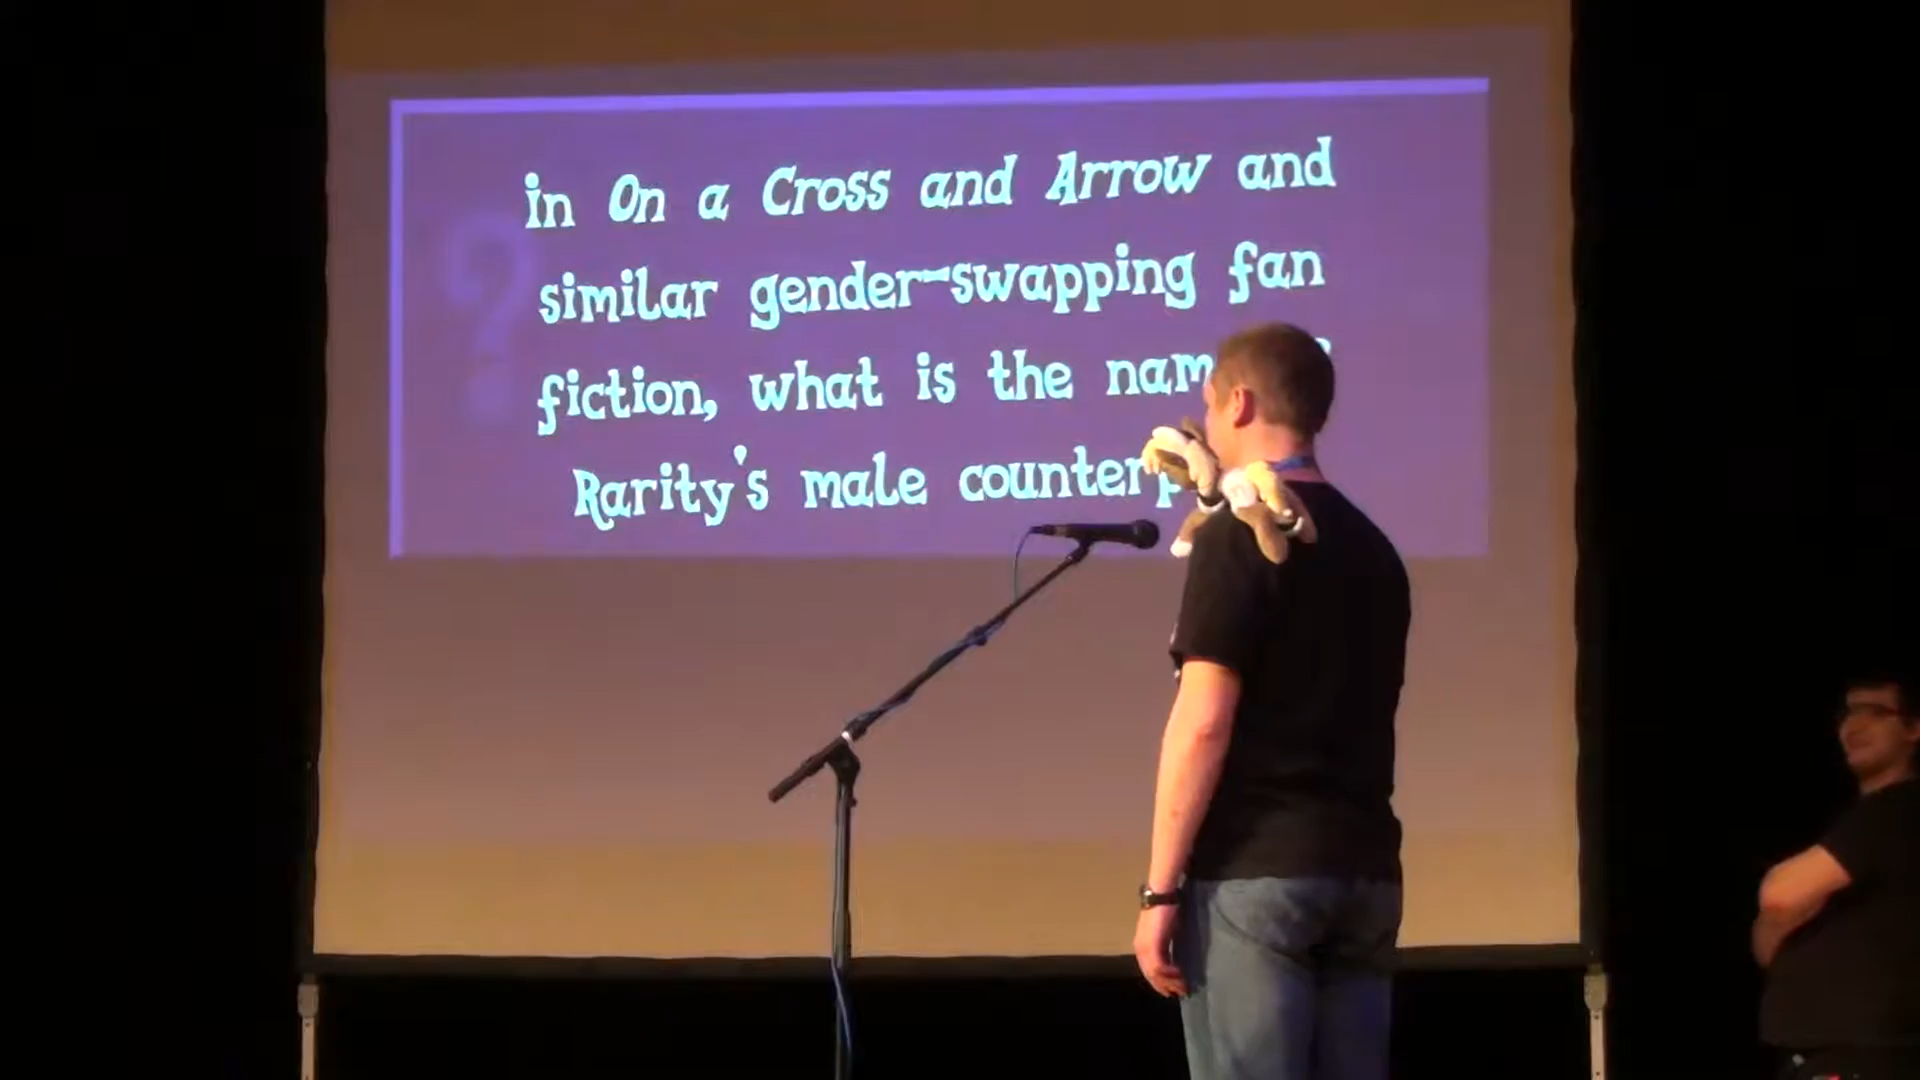 in On a Cross and Arrow and
similar gender-swapping fan
fiction, what is the
Rarity's male